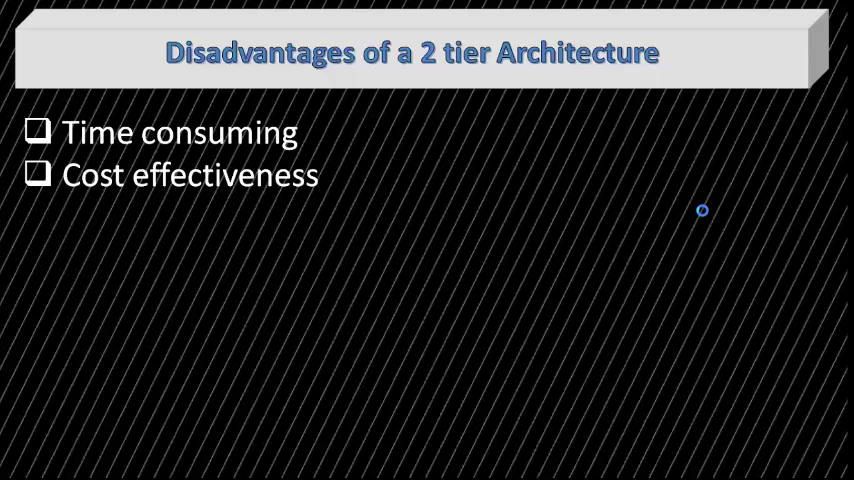 Disadvantages of a 2 tier Architecture
Time consuming
Cost effectiveness